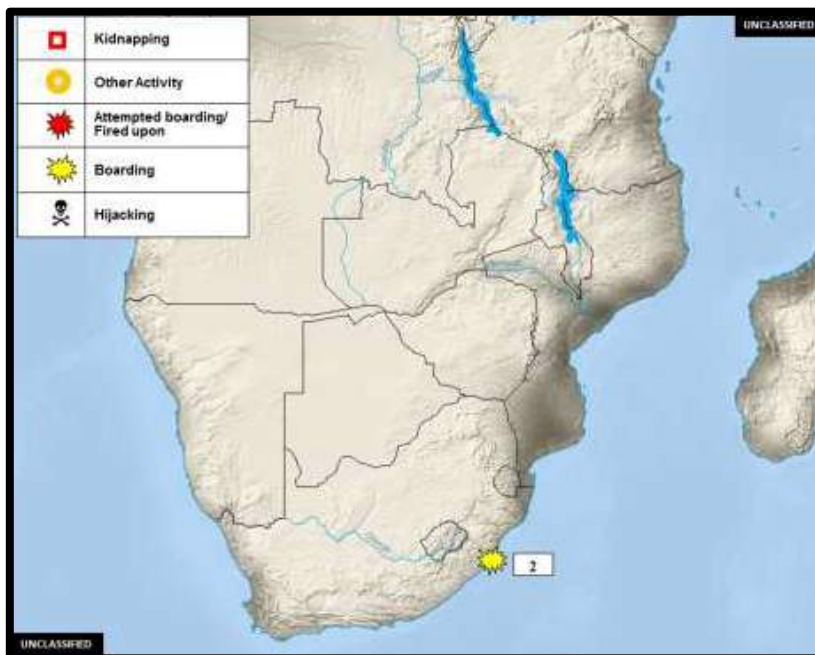 UNCLASSIFIED
Kidnapping
Other Activity
Attempted boarding/
Fired upon
Boarding
Hijacking
2
UNCLASSIFIED